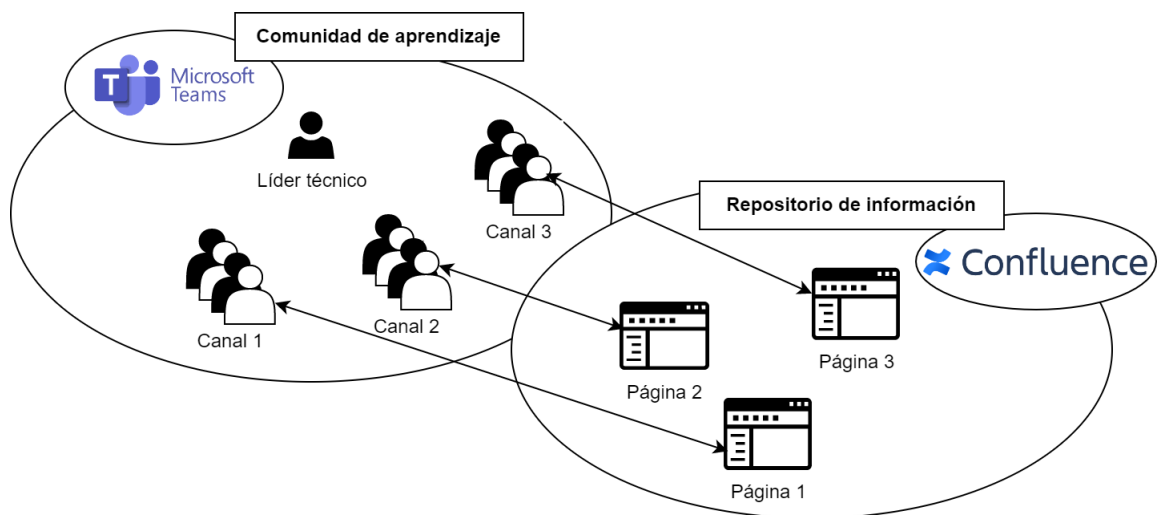 Comunidad de aprendizaje
Microsoft
Teams
Líder técnico
Canal 3
Canal 2
Canal 1
Repositorio de información
Confluence
Página 3
Página 2
Página 1